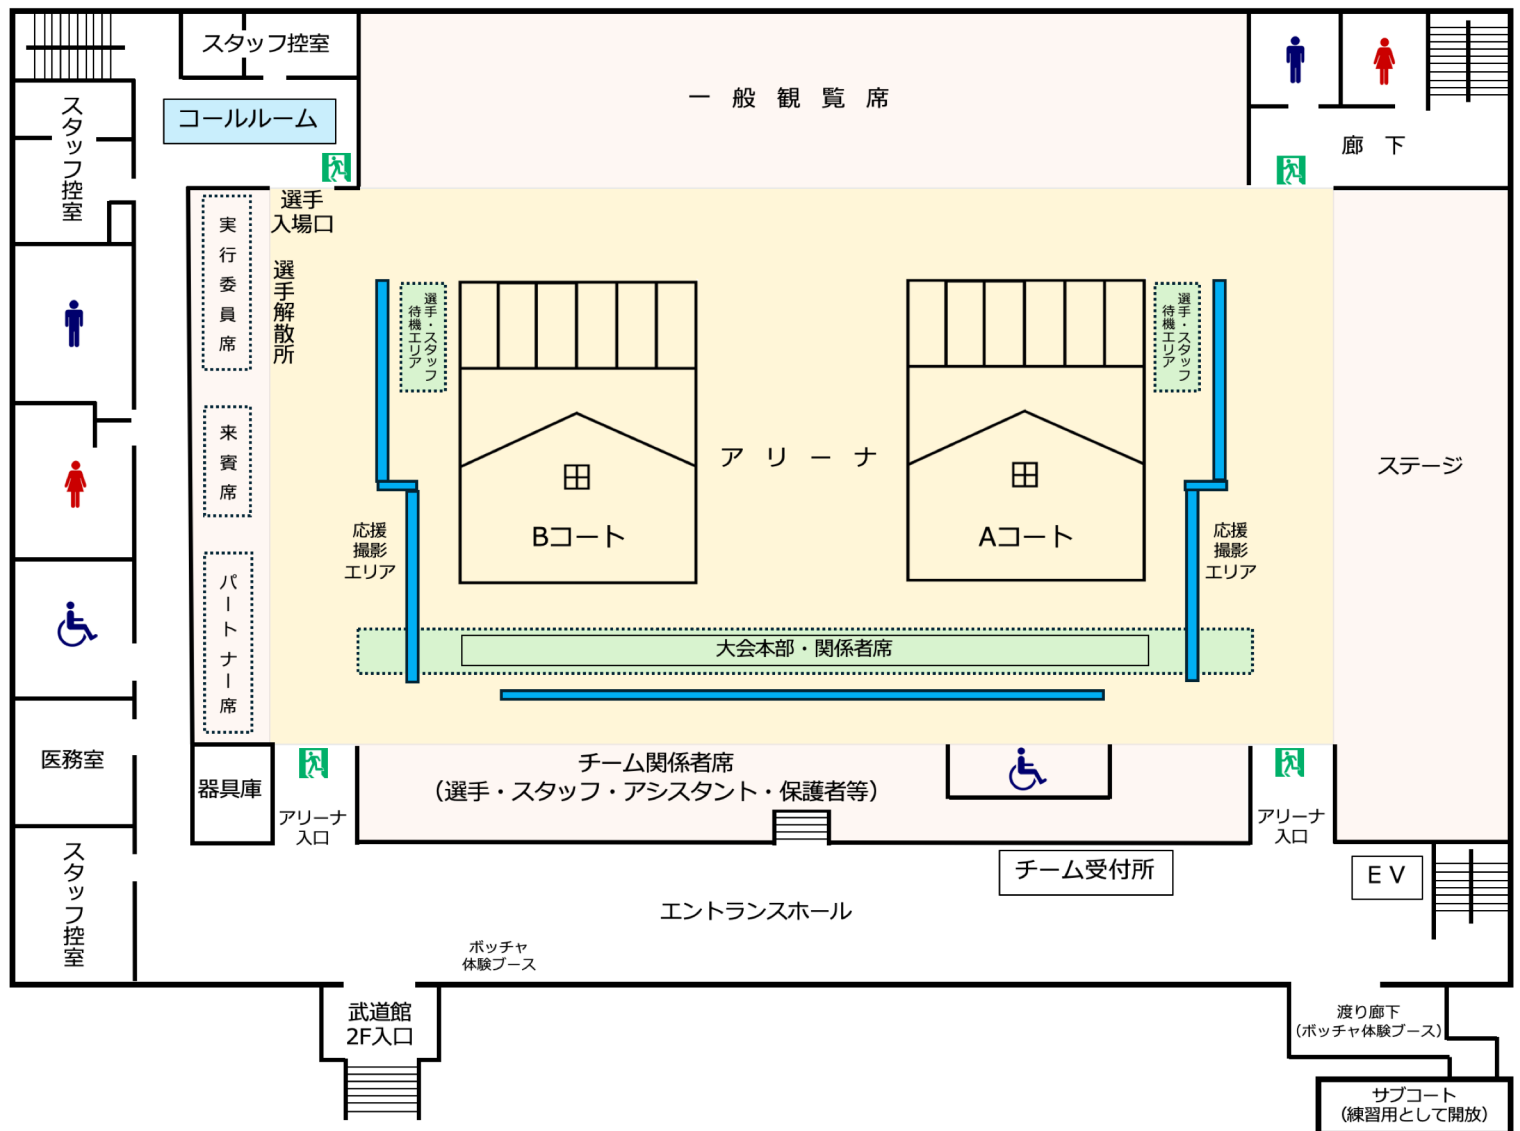 スタッフ控室
コールルーム
スタッフ控室
一般観覧席
廊下
選手
入場口
選手解散所
実行委員席
来賓席
パートナー席
選手・スタッフ
待機エリア
選手・スタッフ
待機エリア
アリーナ
Bコート
Aコート
応援
撮影
エリア
応援
撮影
エリア
ステージ
大会本部・関係者席
医務室
器具庫
アリーナ
入口
チーム関係者席
（選手・スタッフ・アシスタント・保護者等）
アリーナ
入口
チーム受付所
EV
スタッフ控室
エントランスホール
ボッチャ
体験ブース
武道館
2F入口
渡り廊下
（ボッチャ体験ブース）
サブコート
（練習用として開放）